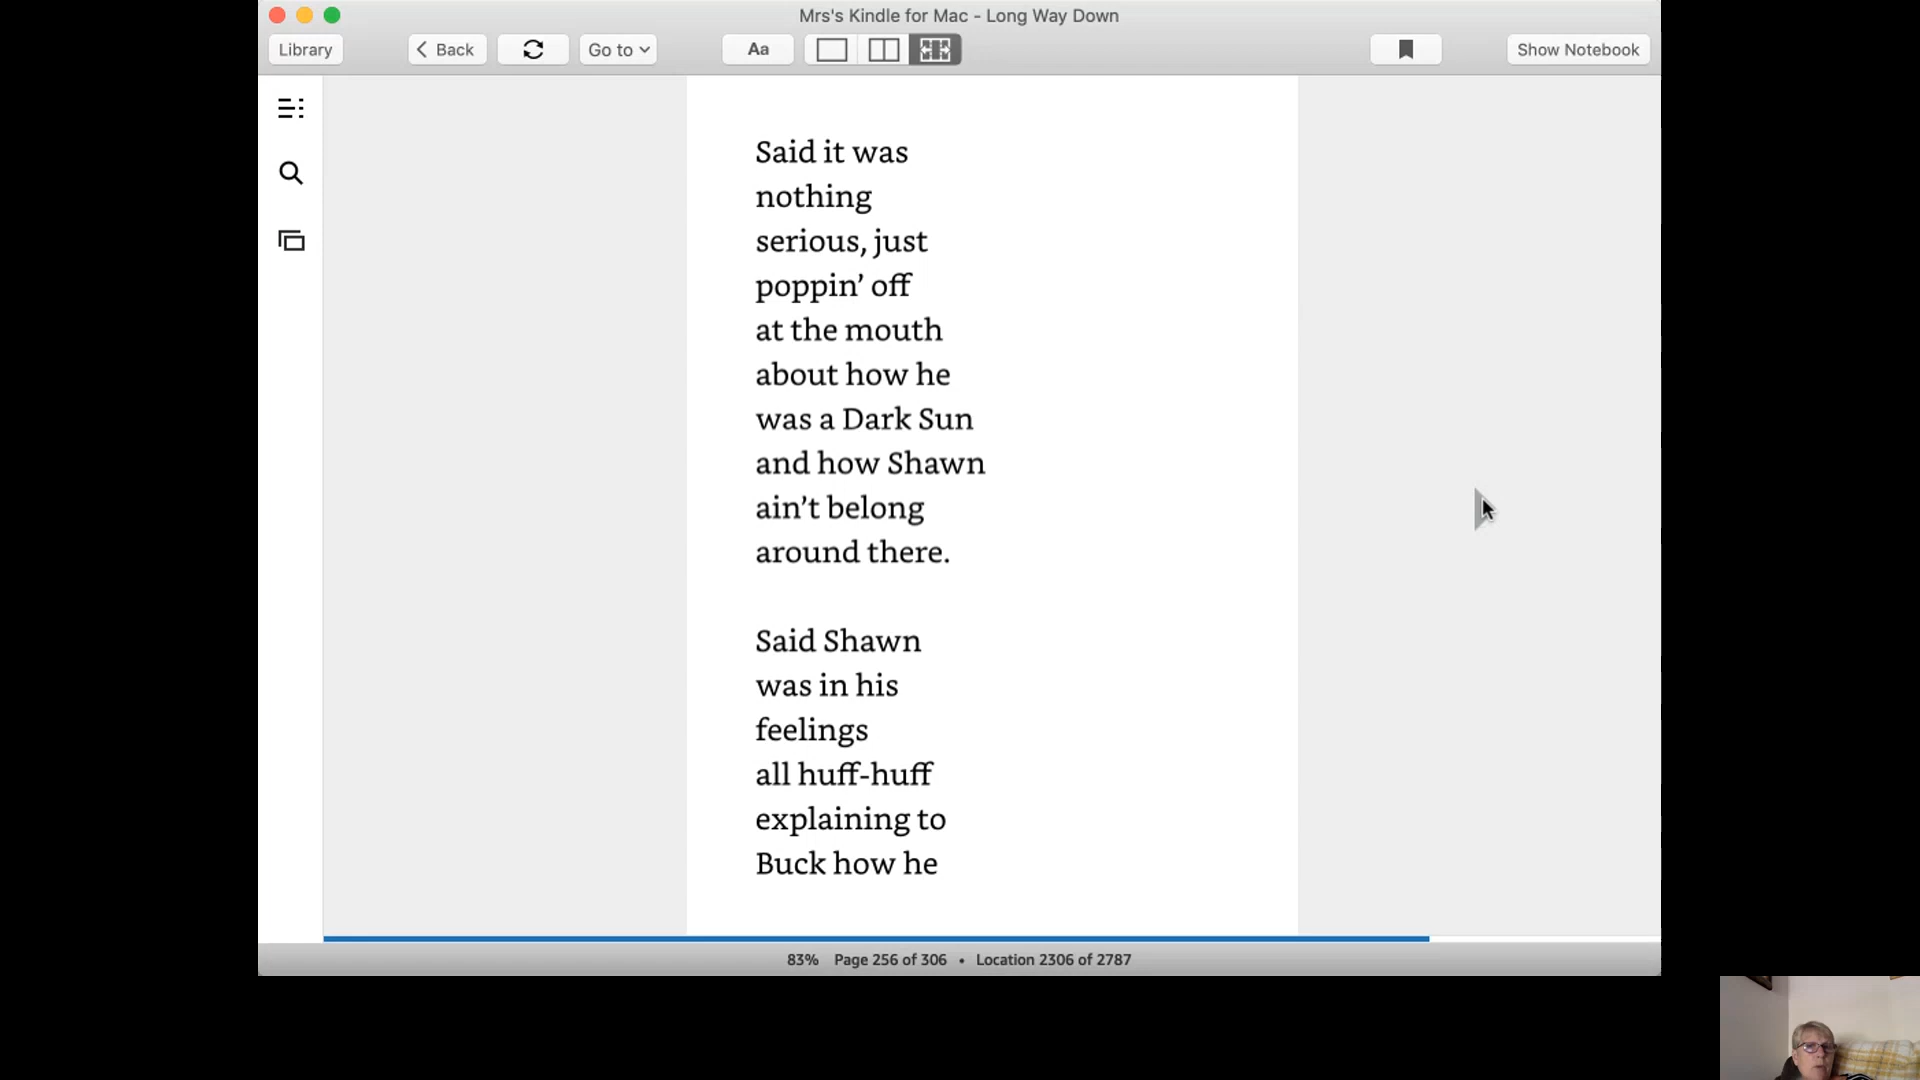 Mrs's Kindle for Mac - Long Way Down
Library
Back
Go to
Aa
Show Notebook
Said it was
nothing
serious, just
poppin’ off
at the mouth
about how he
was a Dark Sun
and how Shawn
ain’t belong
around there.
Said Shawn
was in his
feelings
all huff-huff
explaining to
Buck how he
83% Page 256 of 306 • Location 2306 of 2787